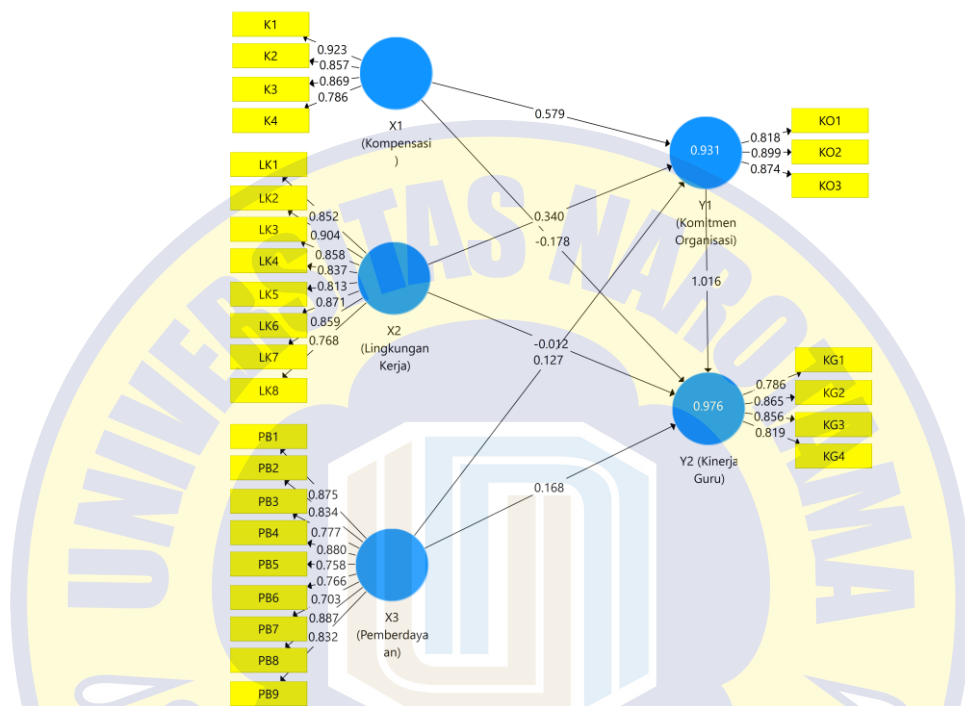 K1
K2
K3
K4
0.923
0.857
0.869
0.786
X1
(Kompensasi
)
LK1
LK2
LK3
LK4
LK5
LK6
LK7
LK8
0.852
0.904
0.858
0.837
0.813
0.871
0.859
0.768
X2
(Lingkungan
Kerja)
PB1
PB2
PB3
PB4
PB5
PB6
PB7
PB8
PB9
0.875
0.834
0.777
0.880
0.758
0.766
0.703
0.887
0.832
X3
(Pemberdaya
an)
0.579
0.340
-0.178
-0.012
0.127
0.168
0.931
Y1
(Komitmen
Organisasi)
1.016
0.818
0.899
0.874
KO1
KO2
KO3
0.976
Y2 (Kinerja
Guru)
0.786
0.865
0.856
0.819
KG1
KG2
KG3
KG4
UNIVERSITAS NAROTAMA